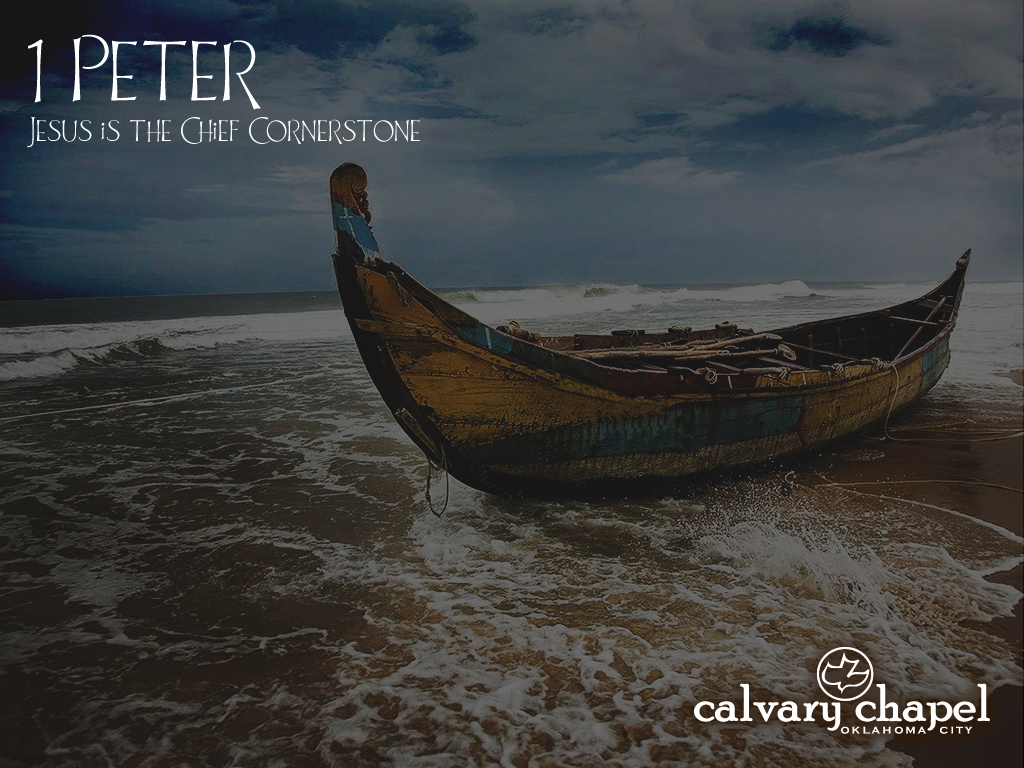 1 PETER
JESUS iS THE CHiEF CORNERSTONE
calvary chapel
OKLAHOMA CITY